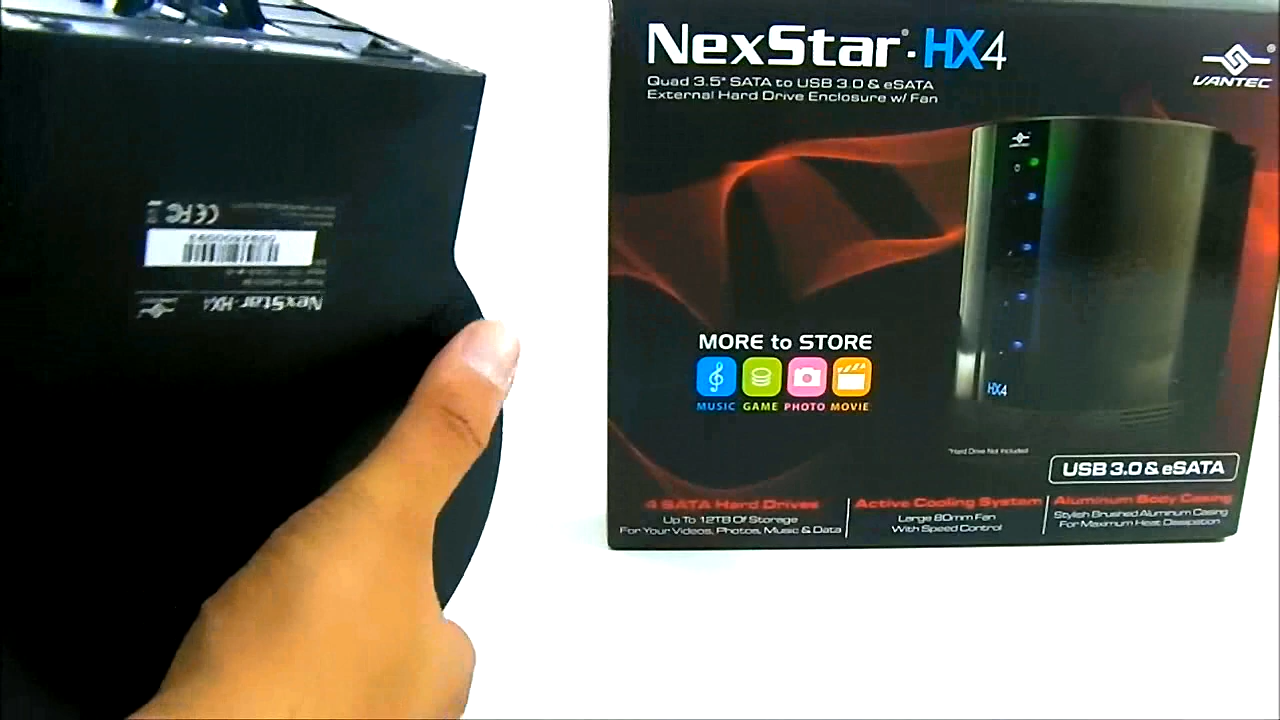 NexStar®-HX4
Quad 3.5" SATA to USB 3.0 & eSATA
External Hard Drive Enclosure w/ Fan
VANTEC®
MORE to STORE
MUSIC GAME PHOTO MOVIE
HX4
*Hard Drive Not Included
USB 3.0 & eSATA
4 SATA Hard Drives
Up To 12TB Of Storage
For Your Videos, Photos, Music & Data
Active Cooling System
Large 80mm Fan
With Speed Control
Aluminum Body Casing
Stylish Brushed Aluminum Casing
For Maximum Heat Dissipation
NexStar HX4
FC CE